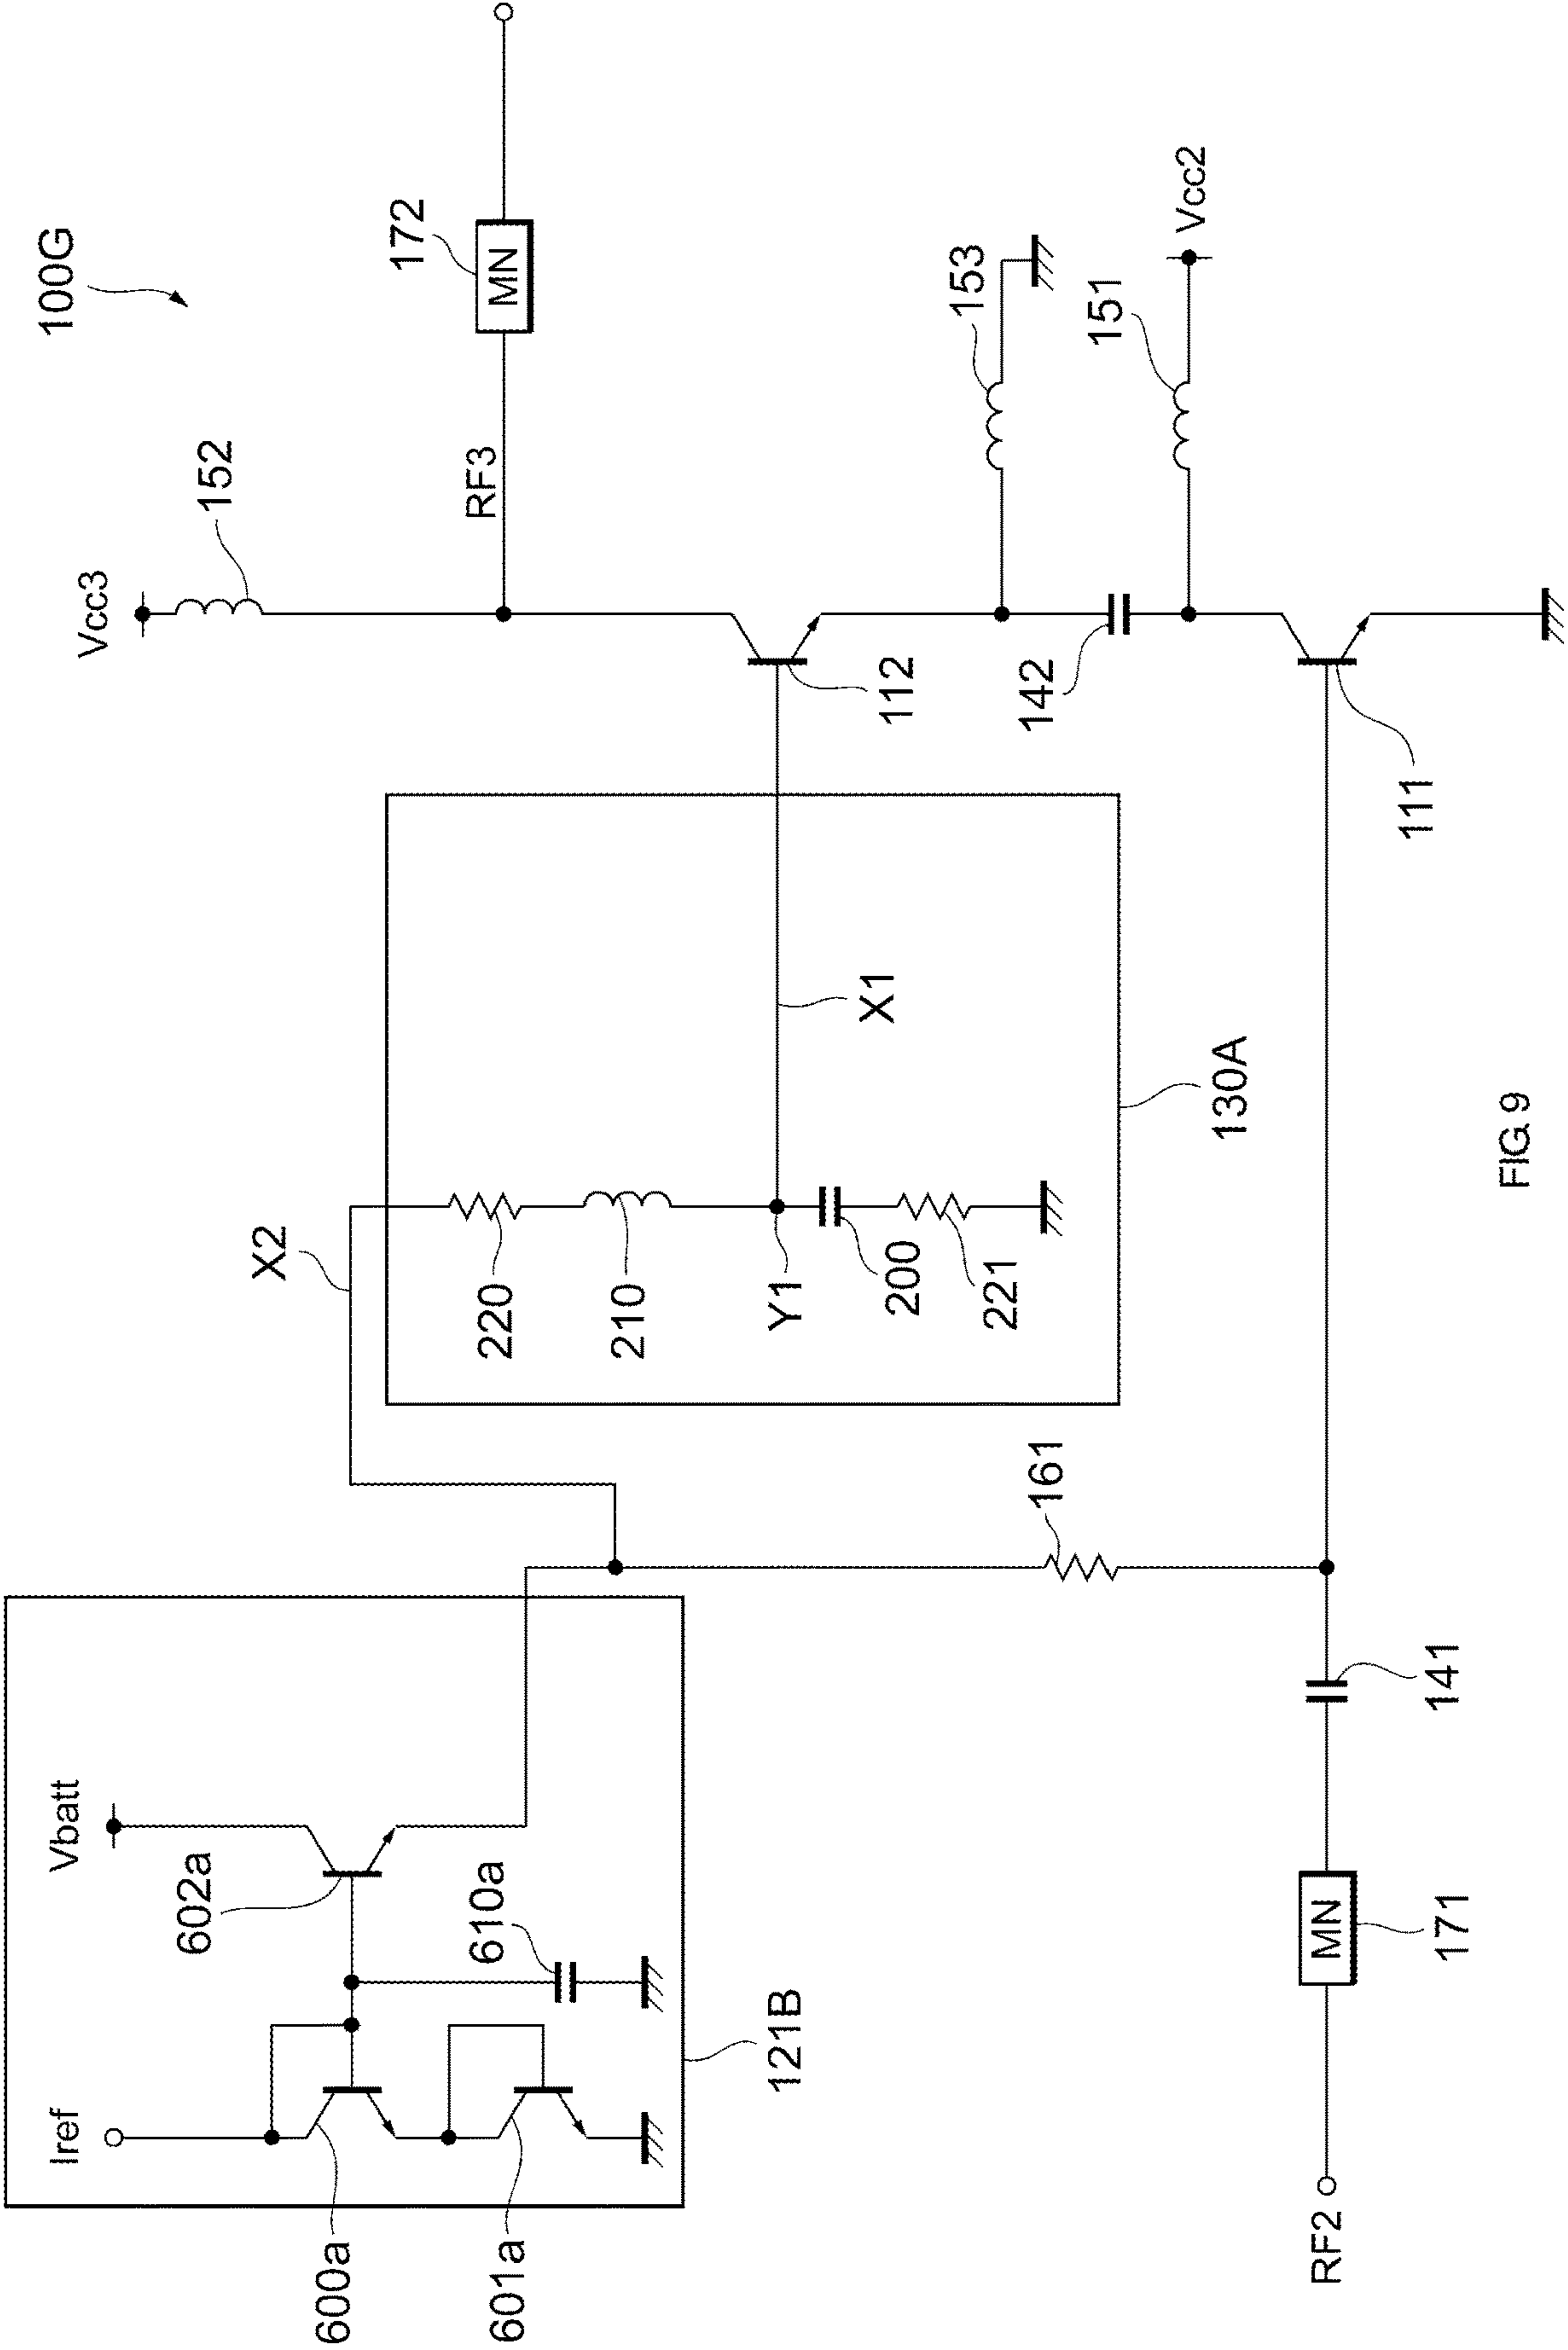 100G
Vcc3
152
RF3
172
MN
112
153
142
151
Vcc2
111
X2
220
210
Y1
200
221
X1
130A
161
Iref
Vbatt
602a
610a
600a
601a
121B
RF2
MN
171
141
FIG. 9